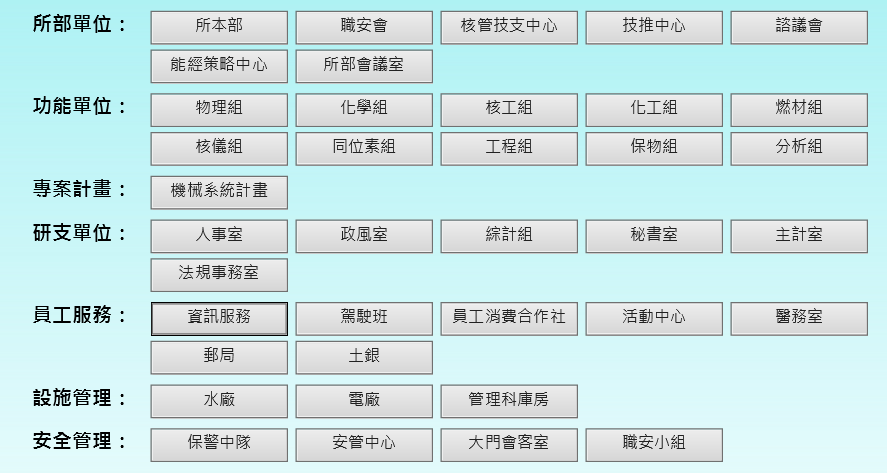 所部單位： 所本部 職安會 核管技支中心 技推中心 諮議會
能經策略中心 所部會議室
功能單位： 物理組 化學組 核工組 化工組 燃材組
核儀組 同位素組 工程組 保物組 分析組
專案計畫： 機械系統計畫
研支單位： 人事室 政風室 綜計組 秘書室 主計室
法規事務室
員工服務： 資訊服務 駕駛班 員工消費合作社 活動中心 醫務室
郵局 土銀
設施管理： 水廠 電廠 管理科庫房
安全管理： 保警中隊 安管中心 大門會客室 職安小組